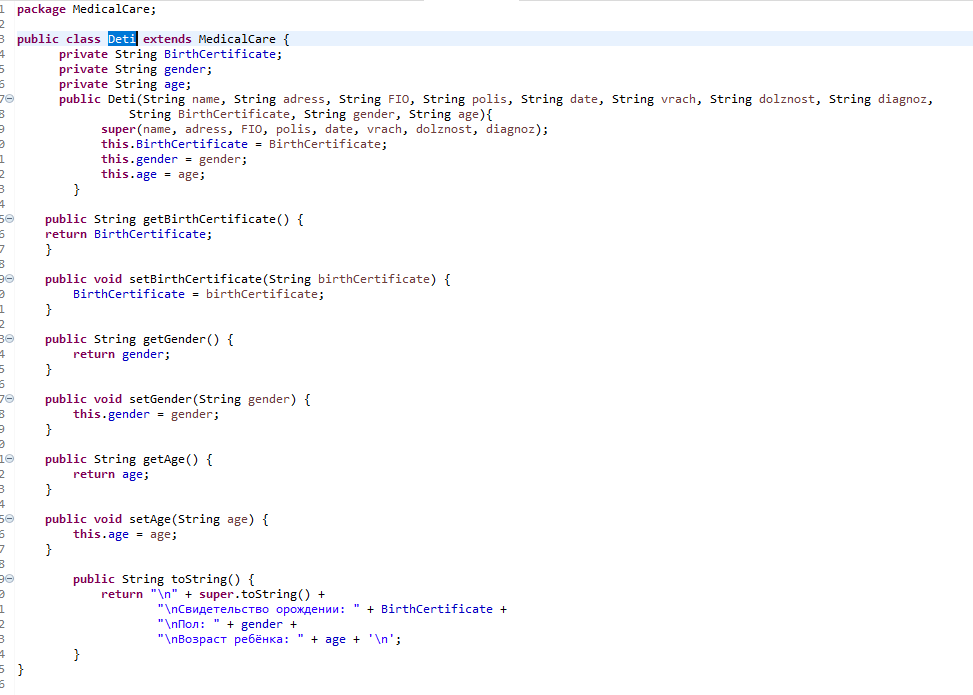 1 package MedicalCare;
2
3 public class Deti extends MedicalCare {
4 private String BirthCertificate;
5 private String gender;
6 private String age;
7 public Deti(String name, String adress, String FIO, String polis, String date, String vrach, String dolznost, String diagnoz,
8 String BirthCertificate, String gender, String age){
9 super(name, adress, FIO, polis, date, vrach, dolznost, diagnoz);
0 this.BirthCertificate = BirthCertificate;
1 this.gender = gender;
2 this.age = age;
3 }
4
5 public String getBirthCertificate() {
6 return BirthCertificate;
7 }
8
9 public void setBirthCertificate(String birthCertificate) {
0 BirthCertificate = birthCertificate;
1 }
2
3 public String getGender() {
4 return gender;
5 }
6
7 public void setGender(String gender) {
8 this.gender = gender;
9 }
0
1 public String getAge() {
2 return age;
3 }
4
5 public void setAge(String age) {
6 this.age = age;
7 }
8
9 public String toString() {
0 return "\n" + super.toString() +
1 "\nСвидетельство орождении: " + BirthCertificate +
2 "\nПол: " + gender +
3 "\nВозраст ребёнка: " + age + '\n';
4 }
5 }
6